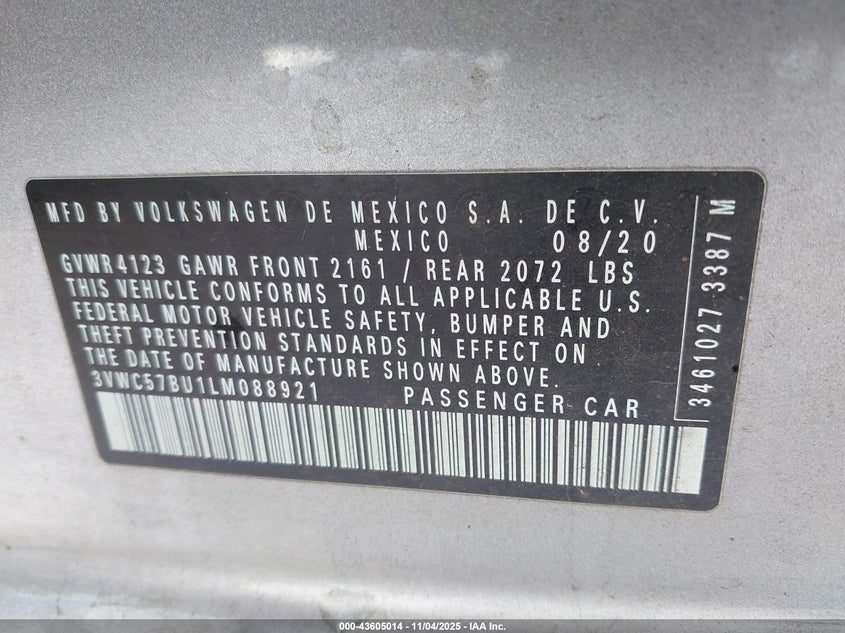 MFD BY VOLKSWAGEN DE MEXICO S.A. DE C.V.
MEXICO 08/20
GVWR4123 GAWR FRONT 2161 / REAR 2072 LBS
THIS VEHICLE CONFORMS TO ALL APPLICABLE U.S.
FEDERAL MOTOR VEHICLE SAFETY, BUMPER AND
THEFT PREVENTION STANDARDS IN EFFECT ON
THE DATE OF MANUFACTURE SHOWN ABOVE.
3VWC57BU1LM088921 PASSENGER CAR
3461027 3387 M
000-43605014 - 11/04/2025 - IAA Inc.